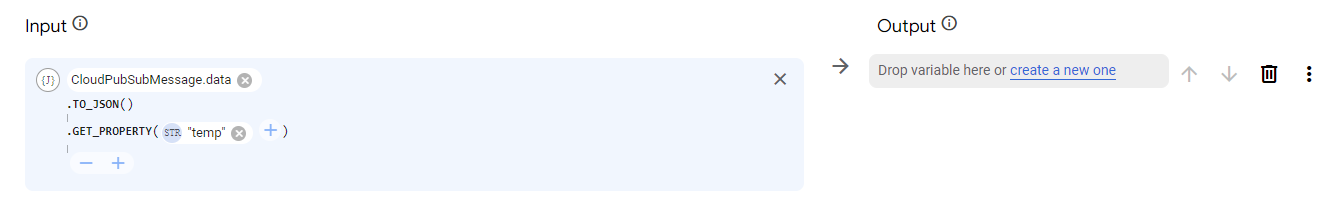 Input
Output
{J} CloudPubSubMessage.data
.TO_JSON()
.GET_PROPERTY( STR "temp" + )
− +
Drop variable here or create a new one